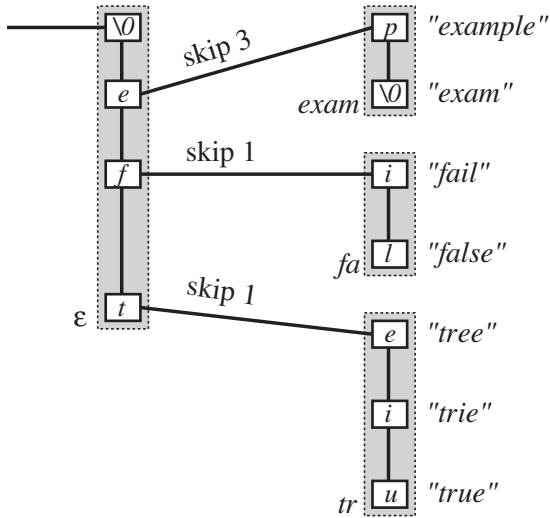 \0
skip 3
p "example"
e
exam \0 "exam"
f
skip 1
i "fail"
fa l "false"
ε t
skip 1
e "tree"
i "trie"
tr u "true"